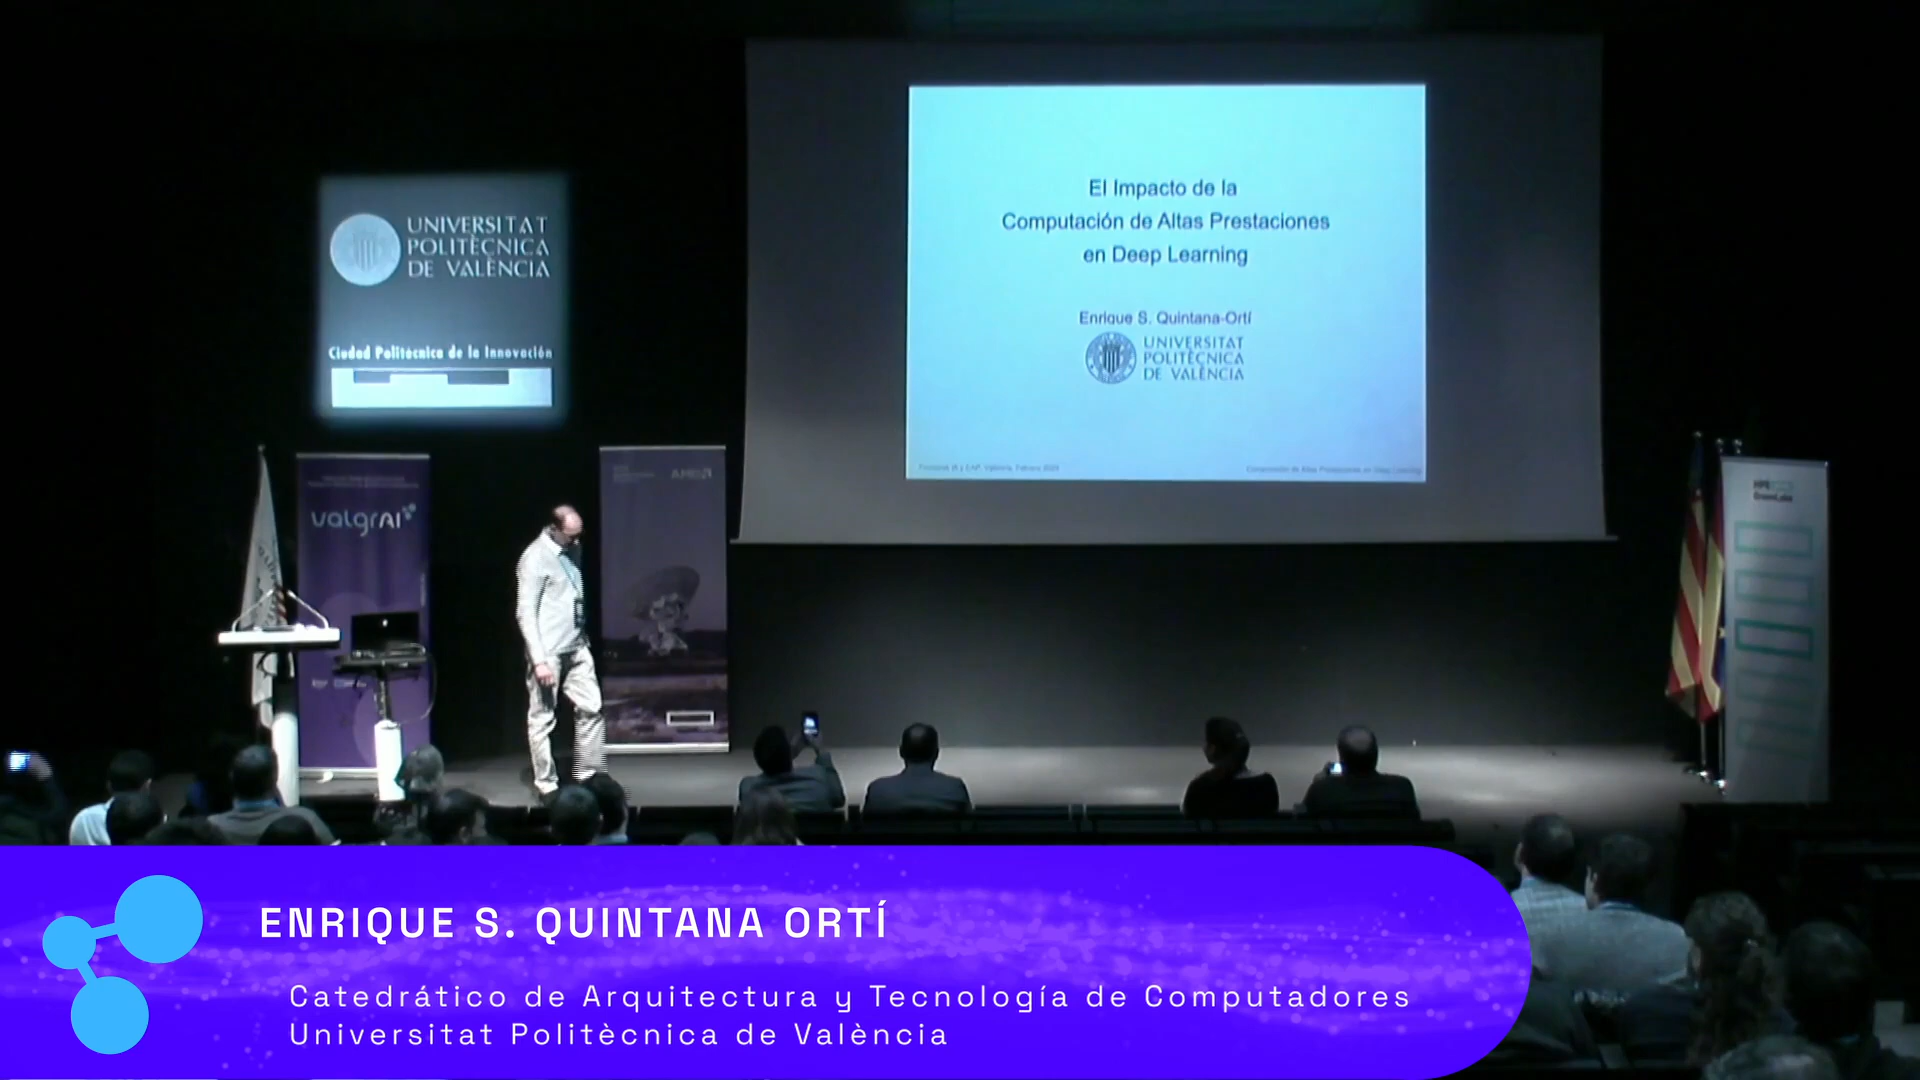 El Impacto de la
Computación de Altas Prestaciones
en Deep Learning
Enrique S. Quintana-Ortí
UNIVERSITAT
POLITÈCNICA
DE VALÈNCIA
UNIVERSITAT
POLITÈCNICA
DE VALÈNCIA
Ciudad Politécnica de la Innovación
valgrAI
AMD
ENRIQUE S. QUINTANA ORTÍ
Catedrático de Arquitectura y Tecnología de Computadores
Universitat Politècnica de València